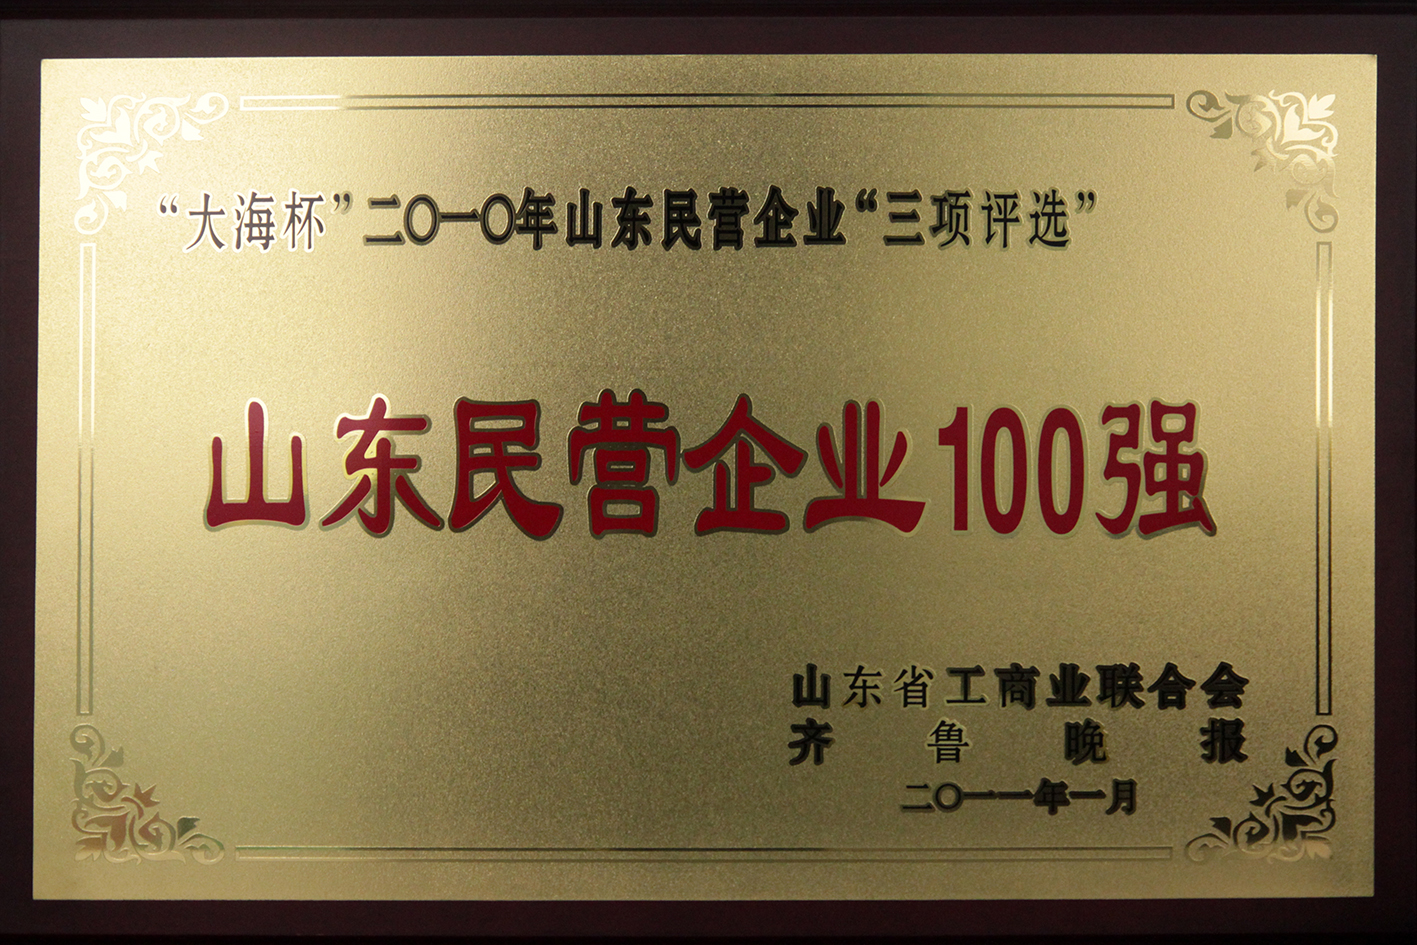 “大海杯”二〇一〇年山东民营企业“三项评选”
山东民营企业100强
山东省工商业联合会
齐鲁晚报
二〇一一年一月